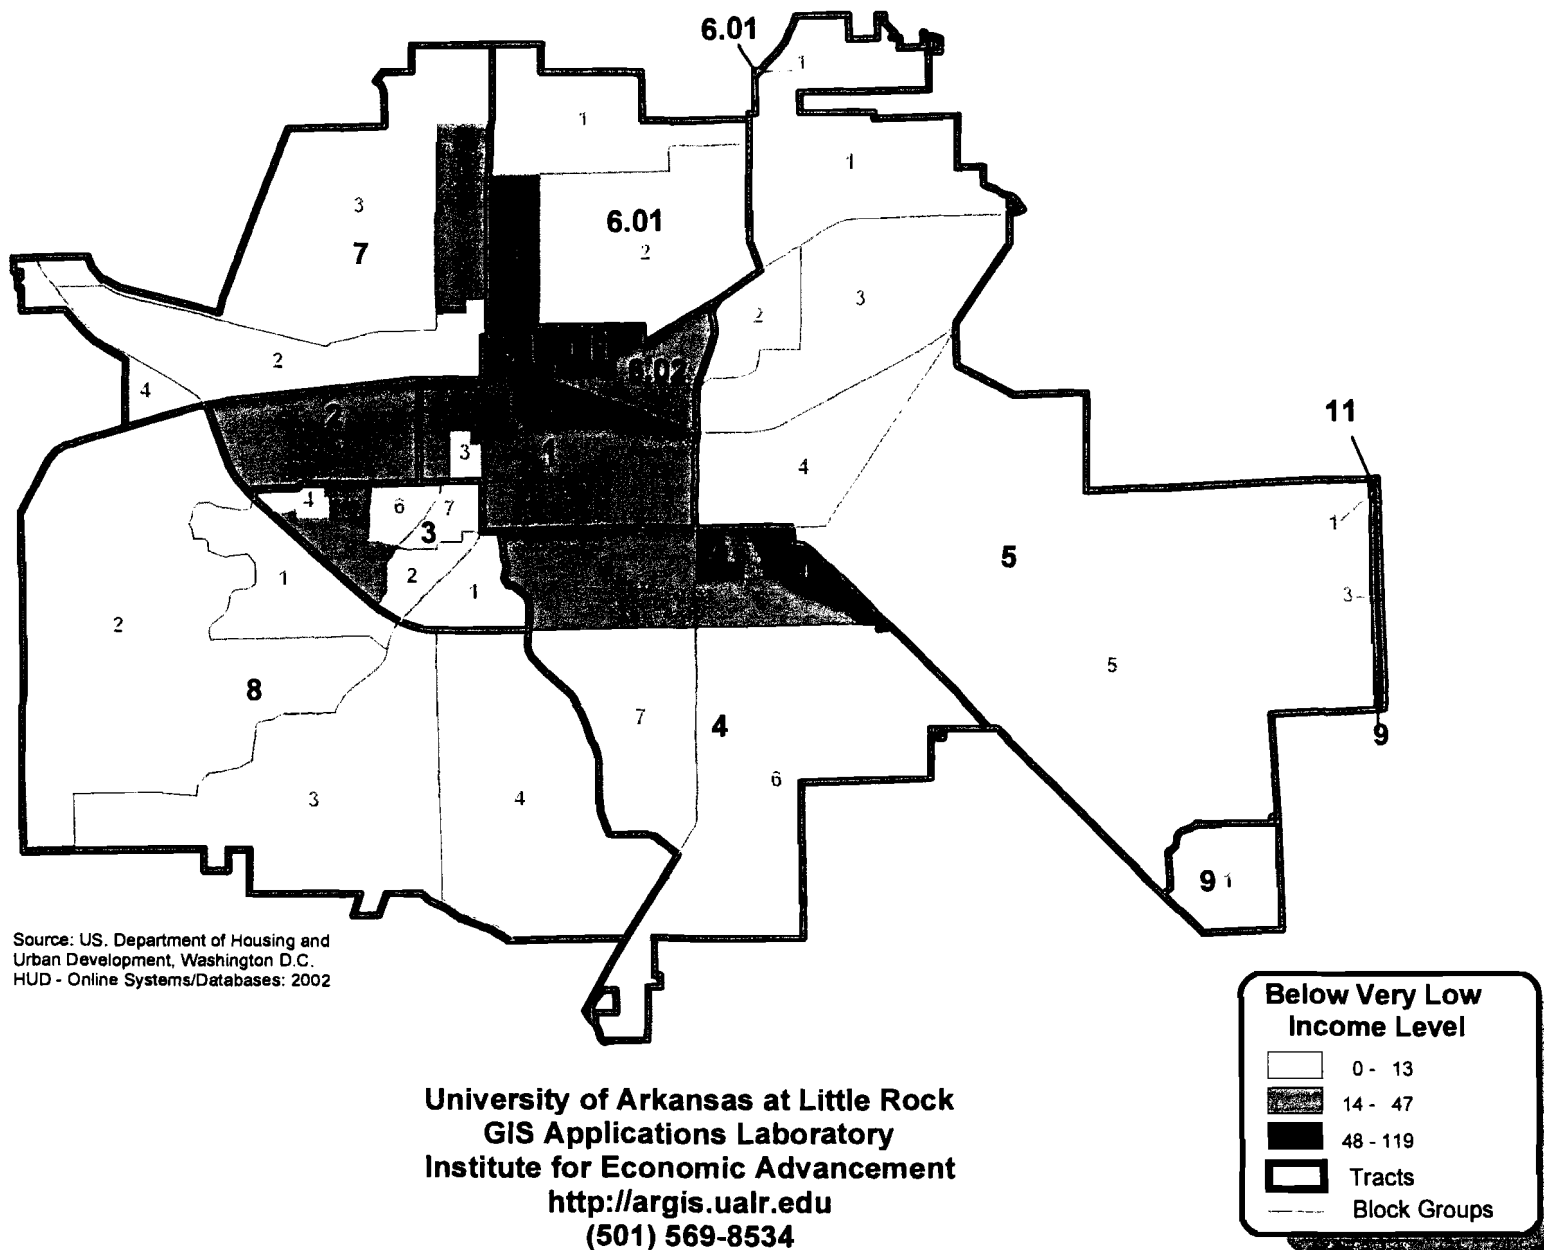 6.01
1
1
1
3
6.01
7
2
3
2
2
6.02
4
2
1
11
3
4
4
6
7
3
1
5
1
2
1
3
2
5
8
7
4
6
3
4
9
9 1
Source: US. Department of Housing and
Urban Development, Washington D.C.
HUD - Online Systems/Databases: 2002
Below Very Low
Income Level
0 - 13
14 - 47
48 - 119
Tracts
Block Groups
University of Arkansas at Little Rock
GIS Applications Laboratory
Institute for Economic Advancement
http://argis.ualr.edu
(501) 569-8534